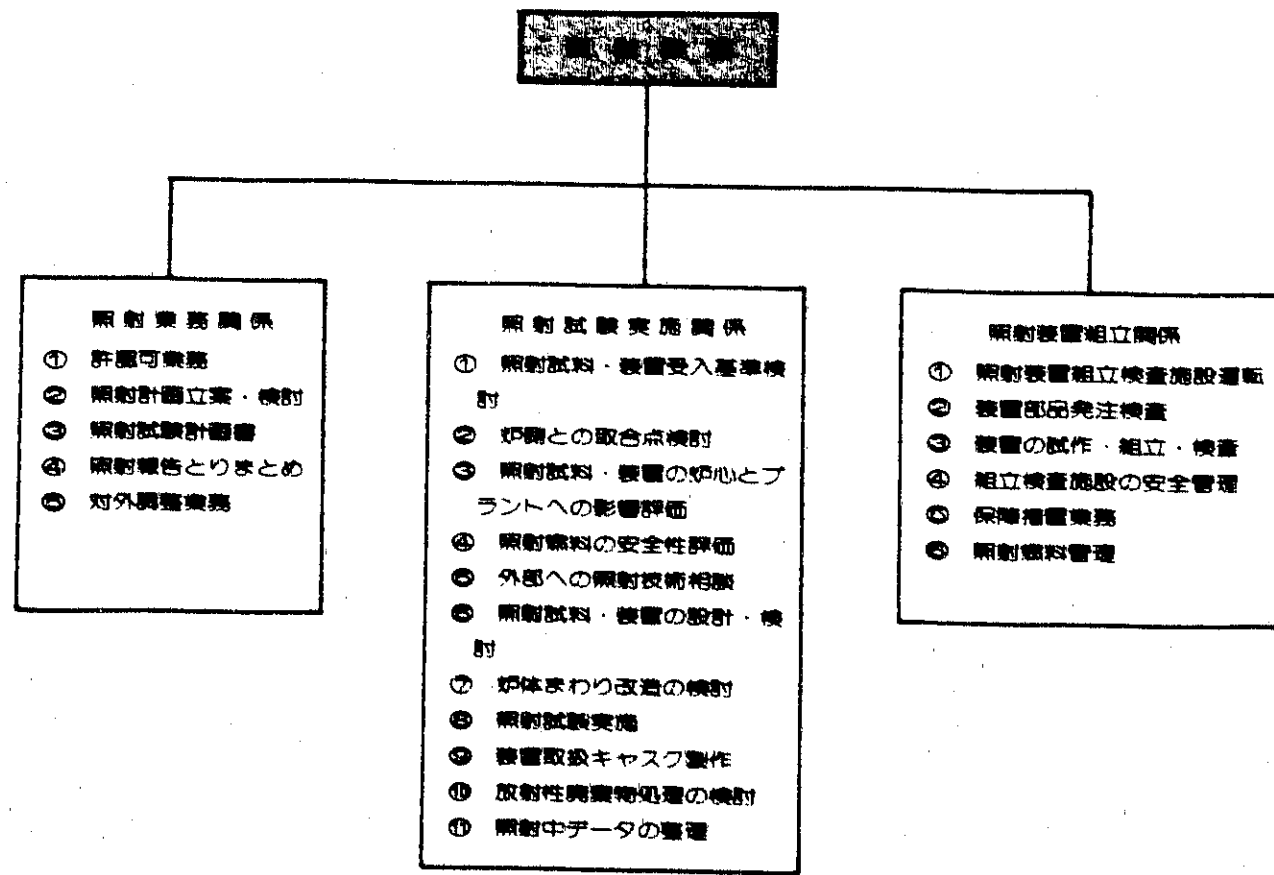 照射業務関係
① 許認可業務
② 照射計画立案・検討
③ 照射試験計画書
④ 照射報告とりまとめ
⑤ 対外調整業務
照射試験実施関係
① 照射試料・装置受入基準検
討
② 炉側との取合点検討
③ 照射試料・装置の炉心とプ
ラントへの影響評価
④ 照射燃料の安全性評価
⑤ 外部への照射技術相談
⑥ 照射試料・装置の設計・検
討
⑦ 炉体まわり改造の検討
⑧ 照射試験実施
⑨ 装置取扱キャスク製作
⑩ 放射性廃棄物処理の検討
⑪ 照射中データの整理
照射装置組立関係
① 照射装置組立検査施設運転
② 装置部品発注検査
③ 装置の試作・組立・検査
④ 組立検査施設の安全管理
⑤ 保障措置業務
⑥ 照射燃料管理